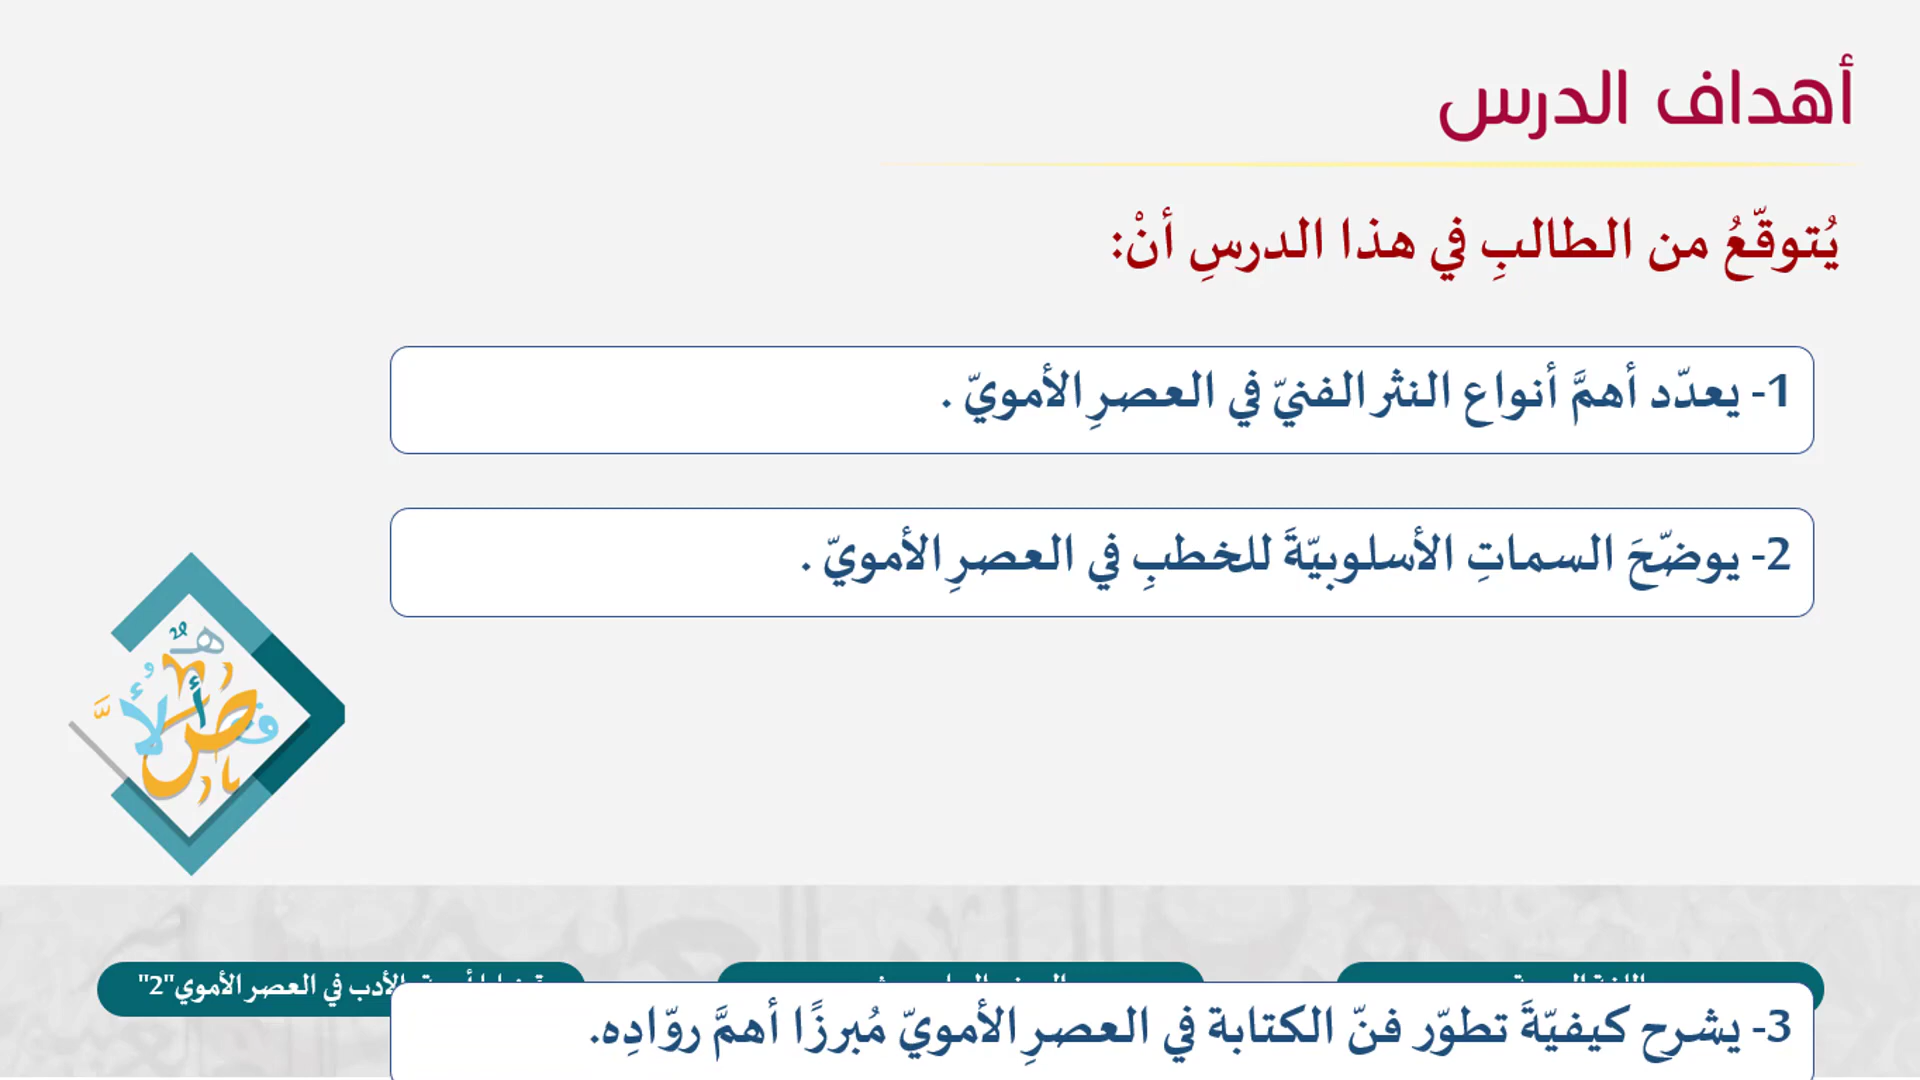 أهداف الدرس
يُتوقّعُ من الطالبِ في هذا الدرسِ أنْ:
1- يعدّد أهمَّ أنواع النثر الفنيّ في العصرِ الأمويّ .
2- يوضّحَ السماتِ الأسلوبيّةَ للخطبِ في العصرِ الأمويّ .
الأدب في العصر الأموي"2"
3- يشرح كيفيّةَ تطوّر فنّ الكتابة في العصرِ الأمويّ مُبرزًا أهمَّ روّادِه.